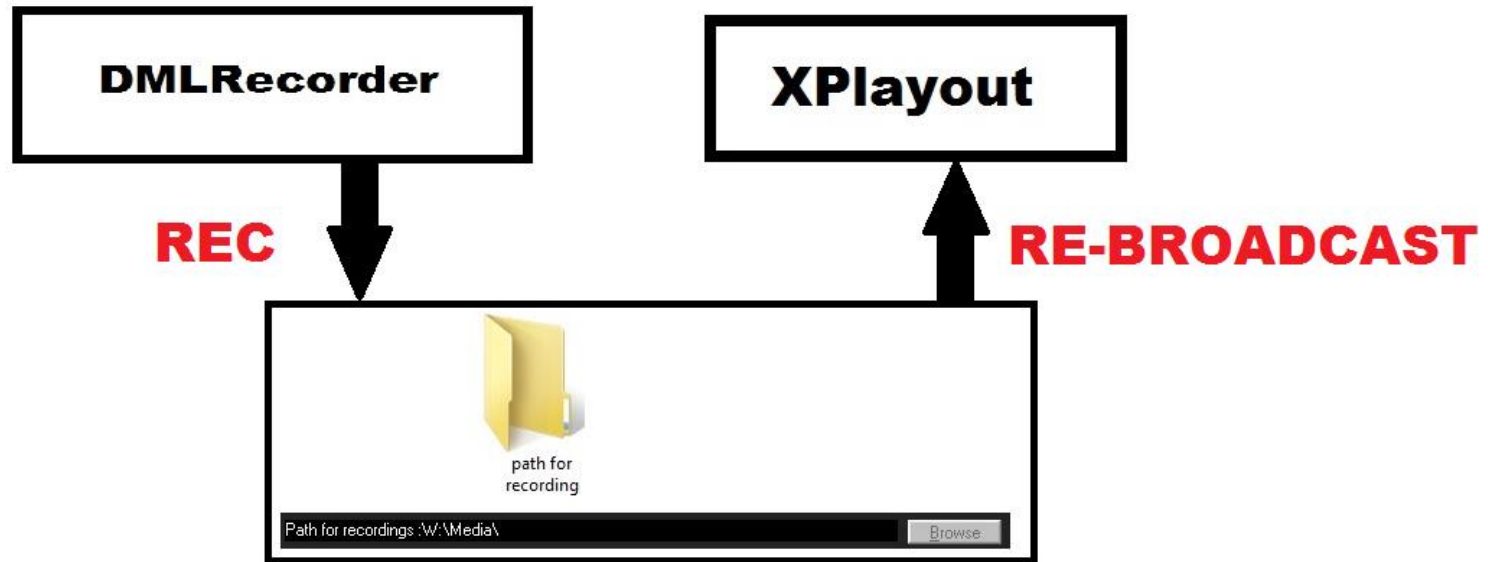 DMLRecorder
XPlayout
REC
RE-BROADCAST
path for
recording
Path for recordings :W:\Media\
Browse